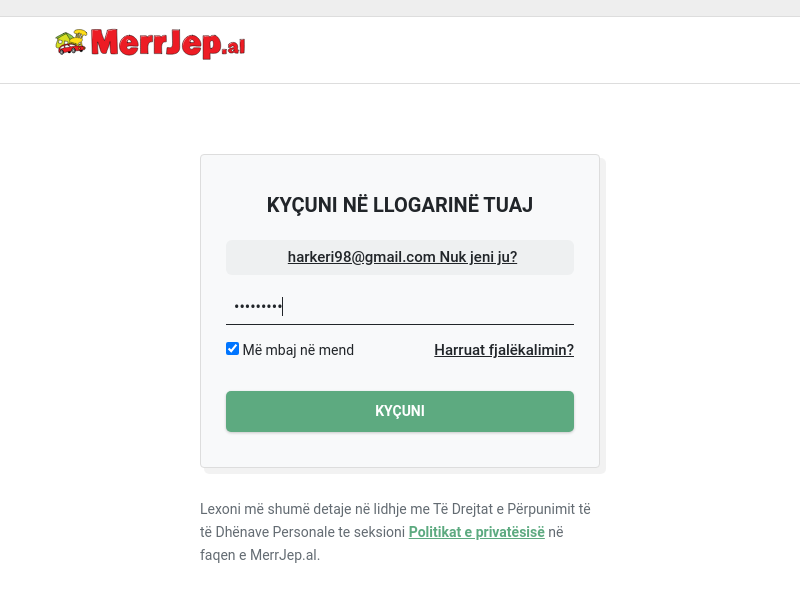 MerrJep.al
KYÇUNI NË LLOGARINË TUAJ
harkeri98@gmail.com Nuk jeni ju?
•••••••••
Më mbaj në mend
Harruat fjalëkalimin?
KYÇUNI
Lexoni më shumë detaje në lidhje me Të Drejtat e Përpunimit të
të Dhënave Personale te seksioni Politikat e privatësisë në
faqen e MerrJep.al.